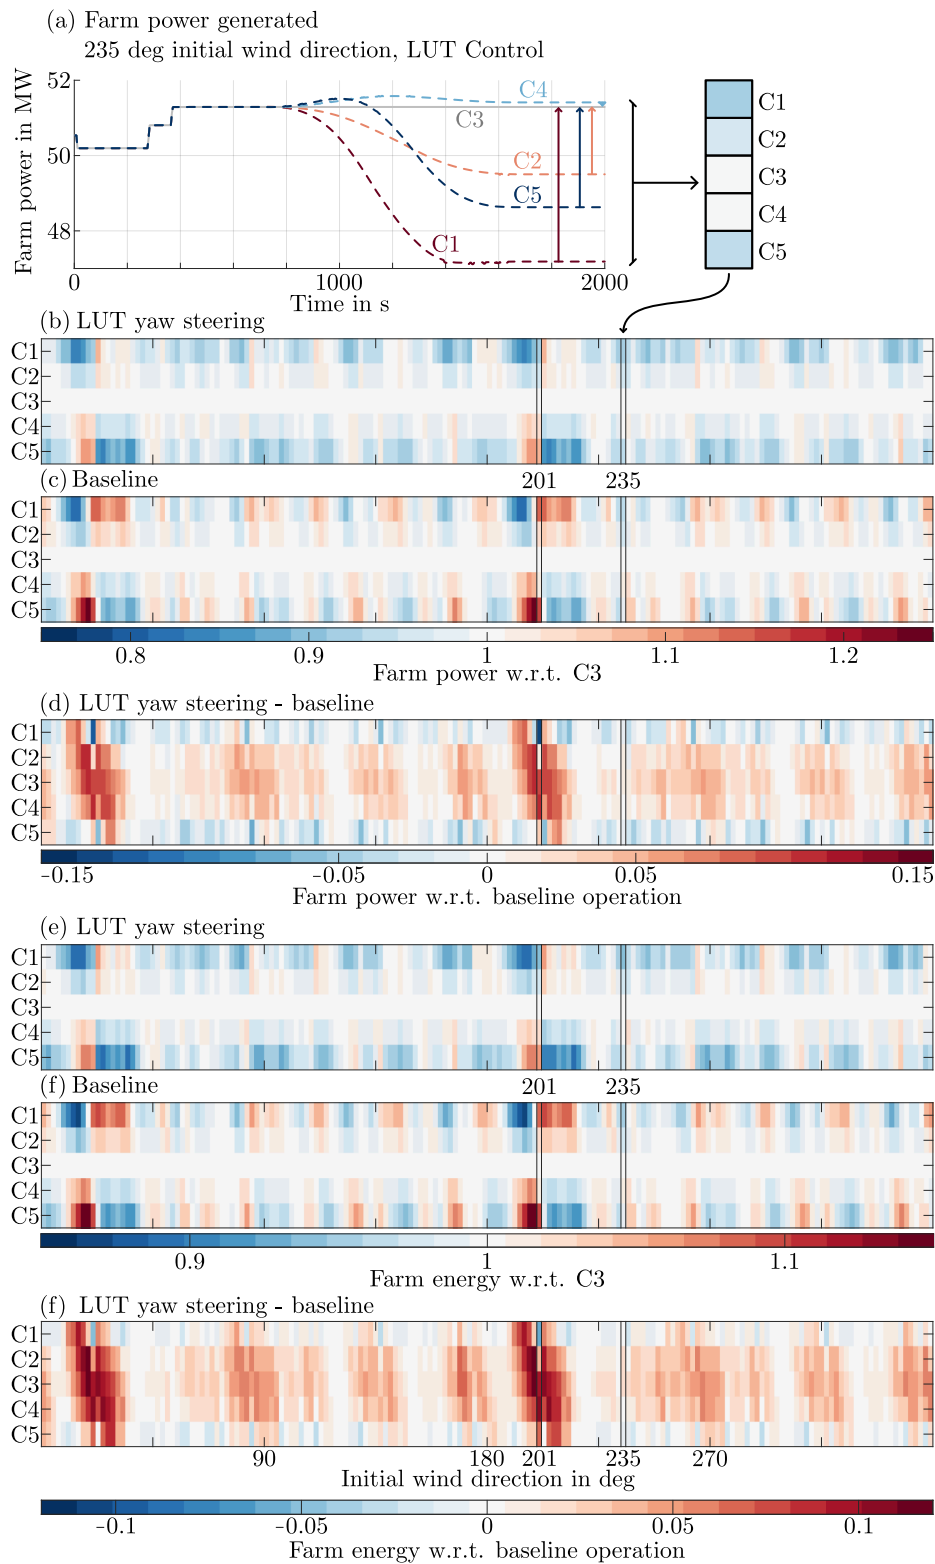 (a) Farm power generated
235 deg initial wind direction, LUT Control
Farm power in MW
52
50
48
C4
C3
C2
C5
C1
0
1000
2000
Time in s
C1
C2
C3
C4
C5
(b) LUT yaw steering
C1
C2
C3
C4
C5
201
235
(c) Baseline
C1
C2
C3
C4
C5
0.8
0.9
1
1.1
1.2
Farm power w.r.t. C3
(d) LUT yaw steering - baseline
C1
C2
C3
C4
C5
-0.15
-0.05
0
0.05
0.15
Farm power w.r.t. baseline operation
(e) LUT yaw steering
C1
C2
C3
C4
C5
201
235
(f) Baseline
C1
C2
C3
C4
C5
0.9
1
1.1
Farm energy w.r.t. C3
(f) LUT yaw steering - baseline
C1
C2
C3
C4
C5
90
180
201
235
270
Initial wind direction in deg
-0.1
-0.05
0
0.05
0.1
Farm energy w.r.t. baseline operation